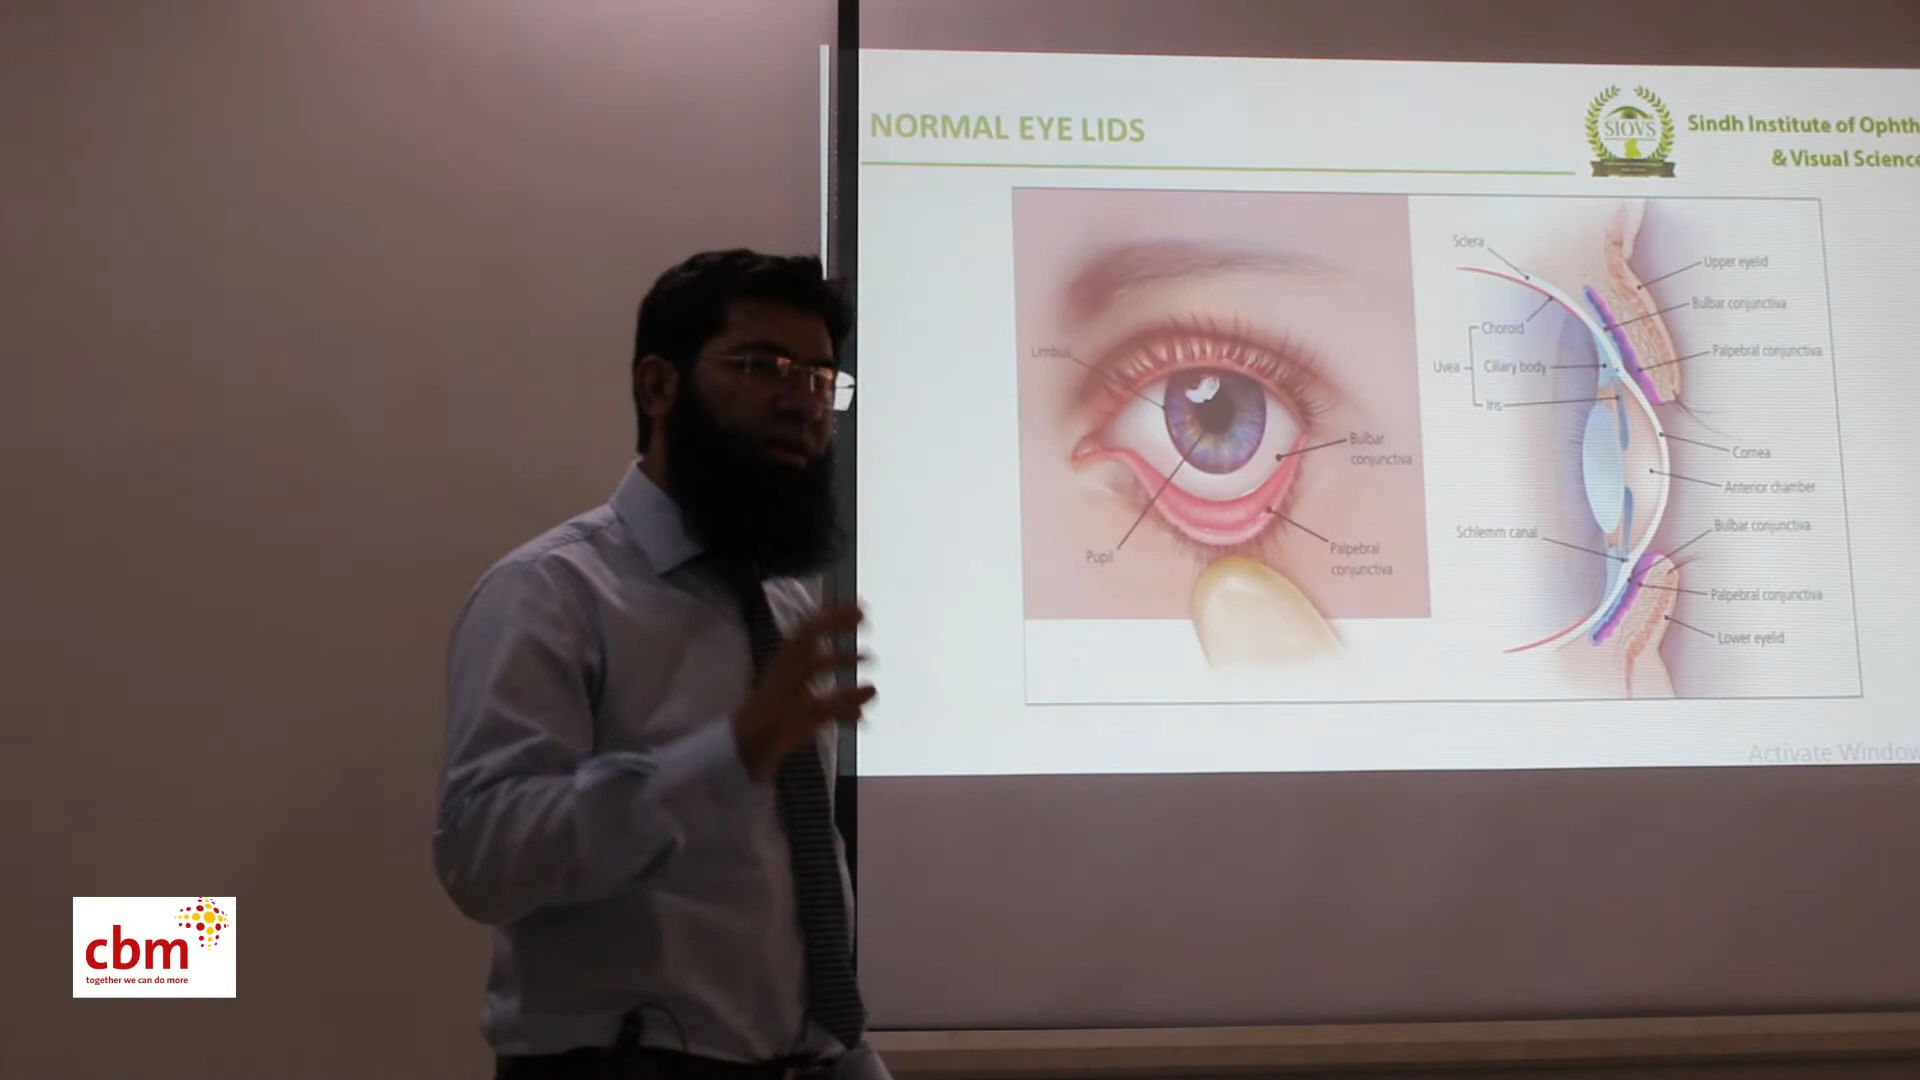 NORMAL EYE LIDS
SIOVS
Sindh Institute of Ophth
& Visual Science
Limbus
Pupil
Bulbar
conjunctiva
Palpebral
conjunctiva
Sclera
Choroid
Uvea
Ciliary body
Iris
Schlemm canal
Upper eyelid
Bulbar conjunctiva
Palpebral conjunctiva
Cornea
Anterior chamber
Bulbar conjunctiva
Palpebral conjunctiva
Lower eyelid
Activate Window
cbm
together we can do more